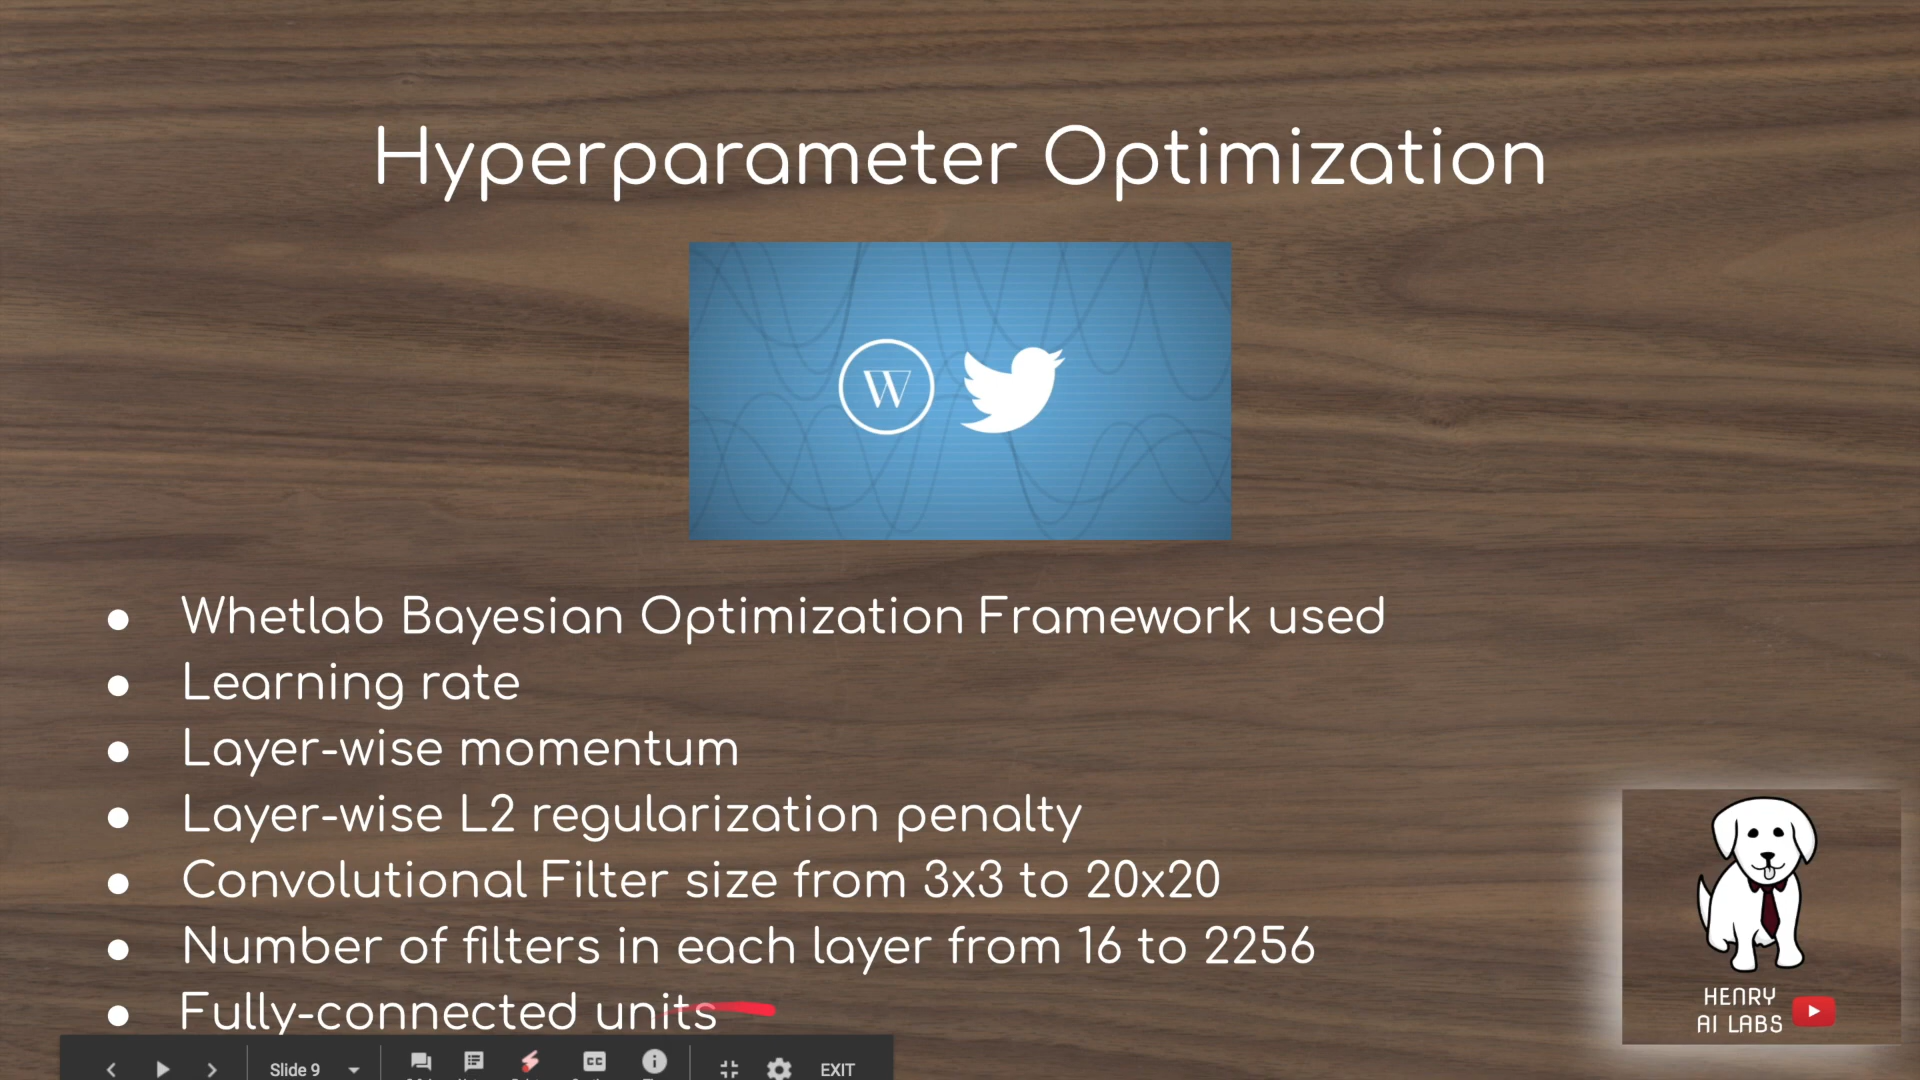 Hyperparameter Optimization
W
● Whetlab Bayesian Optimization Framework used
● Learning rate
● Layer-wise momentum
● Layer-wise L2 regularization penalty
● Convolutional Filter size from 3x3 to 20x20
● Number of filters in each layer from 16 to 2256
● Fully-connected units
HENRY
AI LABS
Slide 9 CC EXIT